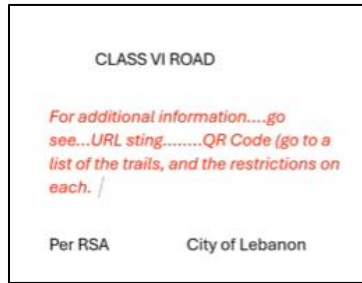 CLASS VI ROAD
For additional information....go
see...URL sting........QR Code (go to a
list of the trails, and the restrictions on
each.
Per RSA City of Lebanon